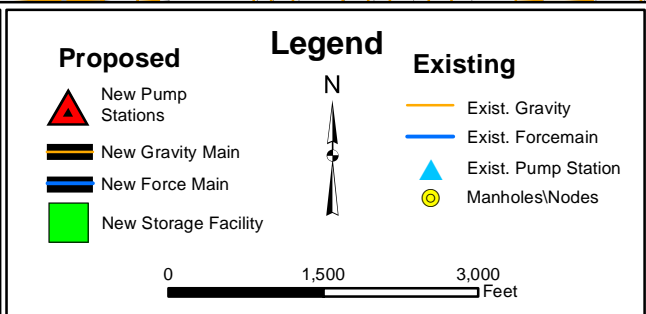 Legend
Proposed
New Pump
Stations
New Gravity Main
New Force Main
New Storage Facility
N
Existing
Exist. Gravity
Exist. Forcemain
Exist. Pump Station
Manholes\Nodes
0 1,500 3,000
Feet